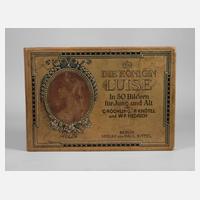 DIE KÖNIGIN
LUISE
In 50 Bildern
für Jung und Alt
C. RÖCHLING, R. KNÖTEL
UND W. FRIEDRICH
BERLIN
VERLAG VON PAUL KITTEL